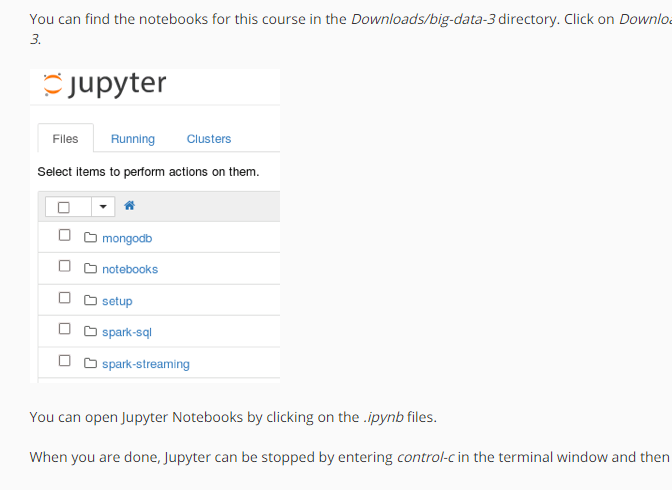 You can find the notebooks for this course in the Downloads/big-data-3 directory. Click on
3.
jupyter
Files Running Clusters
Select items to perform actions on them.
mongodb
notebooks
setup
spark-sql
spark-streaming
You can open Jupyter Notebooks by clicking on the .ipynb files.
When you are done, Jupyter can be stopped by entering control-c in the terminal window and then